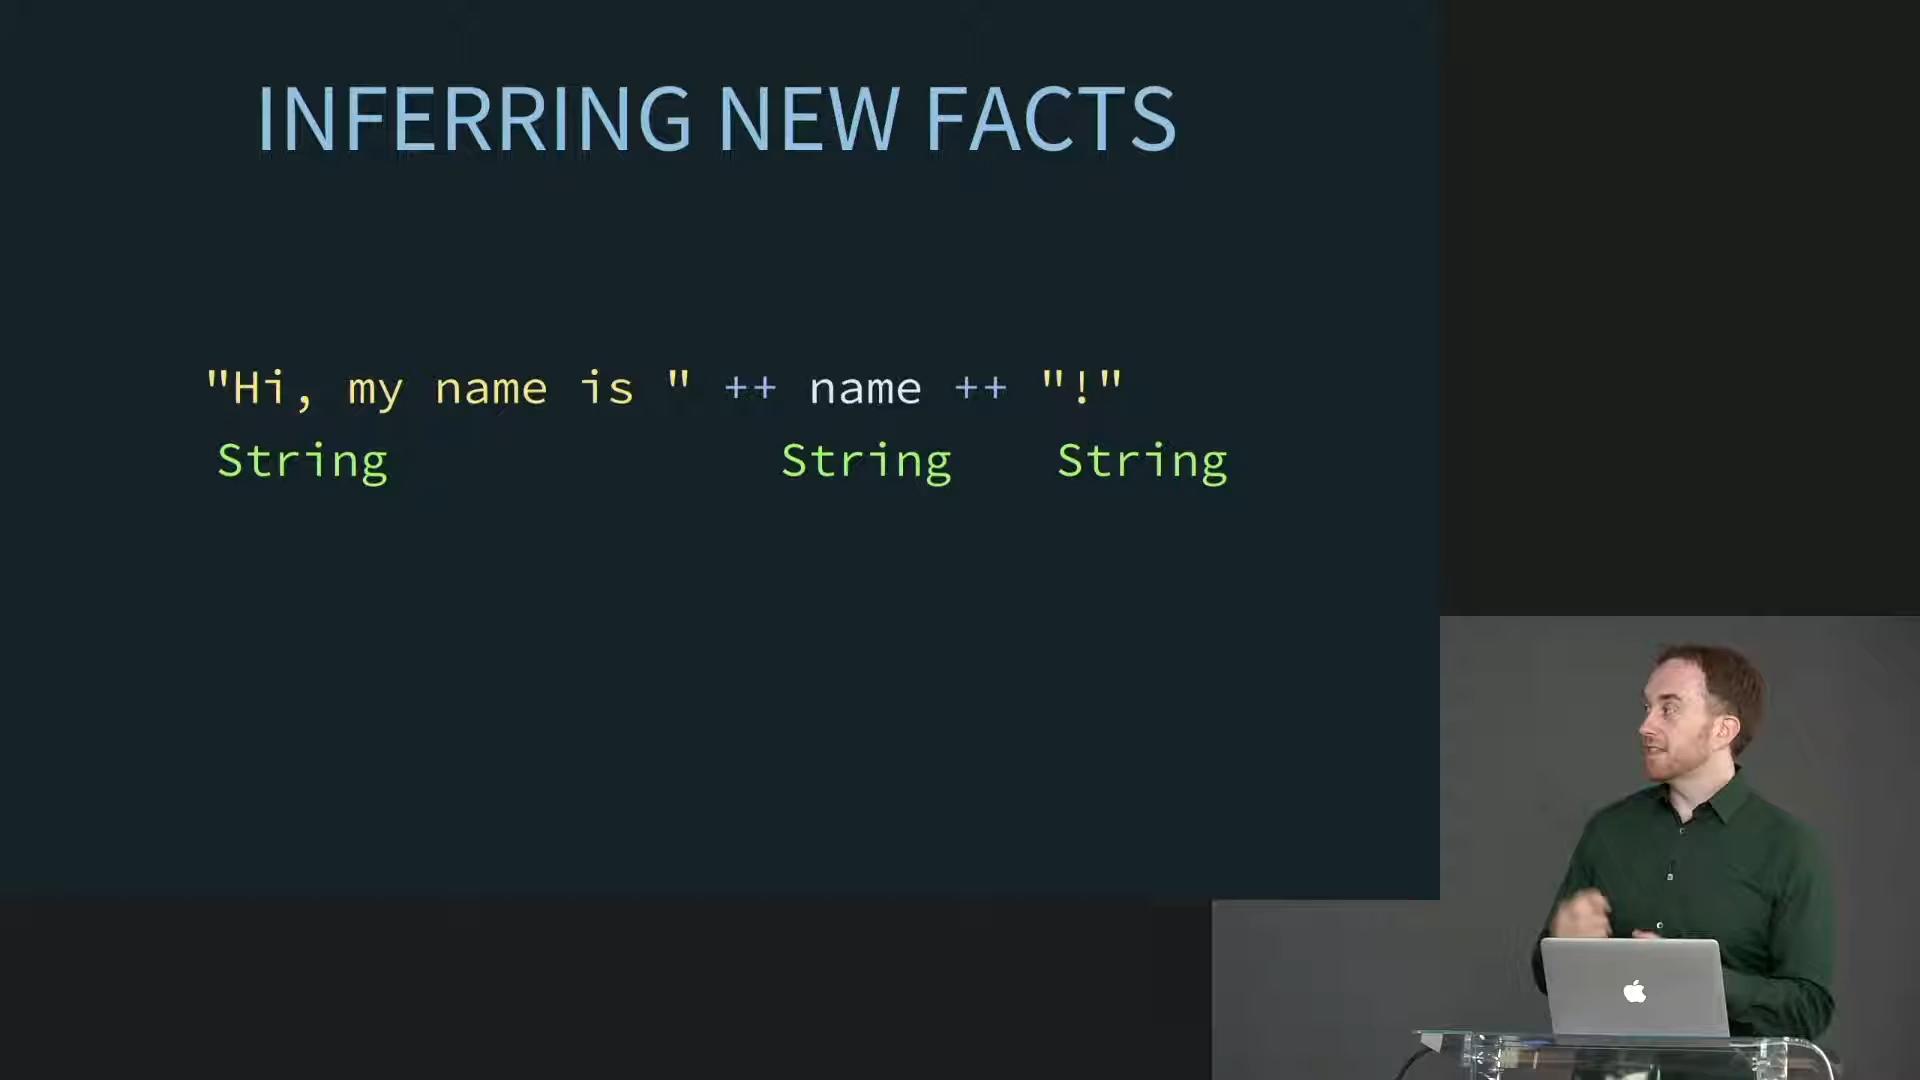 INFERRING NEW FACTS
"Hi, my name is " ++ name ++ "!"
String String String